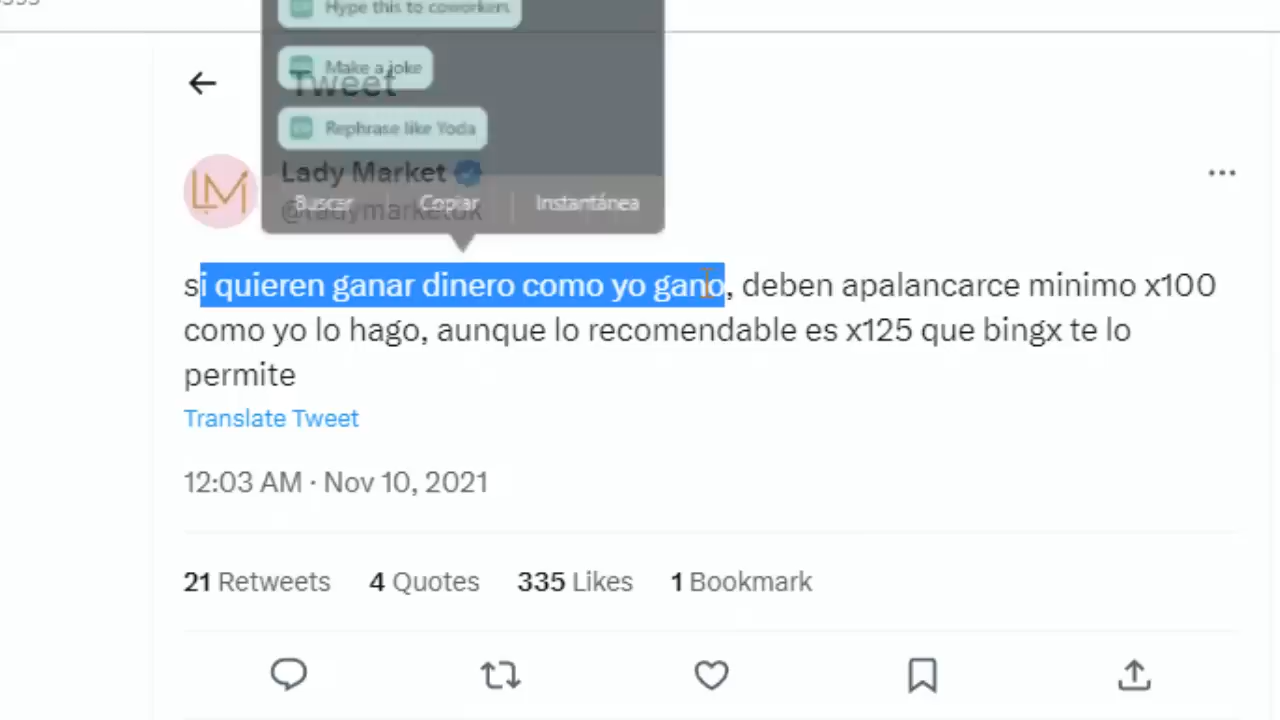 Hype this to coworkers
Make a joke
Tweet
Rephrase like Yoda
LM
Lady Market
Buscar Copiar Instantánea
@ladymarketok
si quieren ganar dinero como yo gano, deben apalancarce minimo x100
como yo lo hago, aunque lo recomendable es x125 que bingx te lo
permite
Translate Tweet
12:03 AM · Nov 10, 2021
21 Retweets 4 Quotes 335 Likes 1 Bookmark